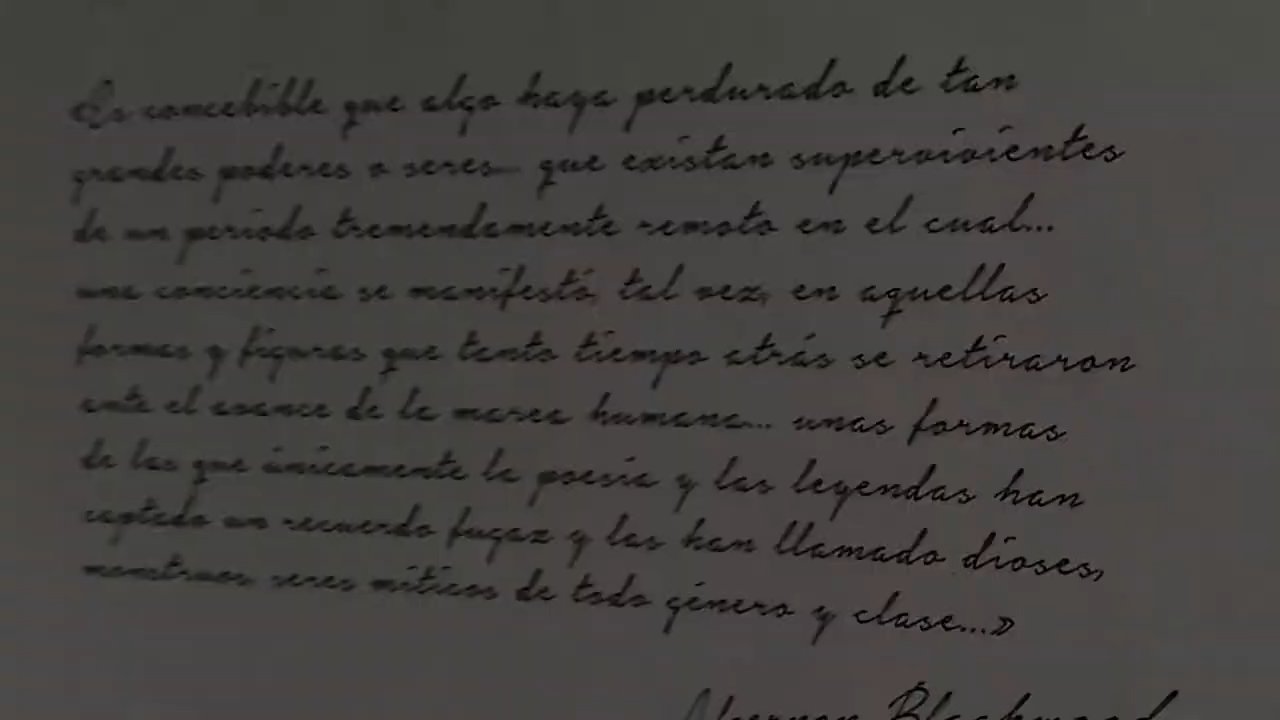 «Es concebible que algo haya perdurado de tan
grandes poderes o seres... que existan supervivientes
de un período tremendamente remoto en el cual...
una conciencia se manifestó, tal vez, en aquellas
formas y figuras que tanto tiempo atrás se retiraron
ante el avance de la marea humana... unas formas
de las que únicamente la poesía y las leyendas han
captado un recuerdo fugaz y las han llamado dioses,
monstruos seres míticos de todo género y clase...»
Algernon Blackwood